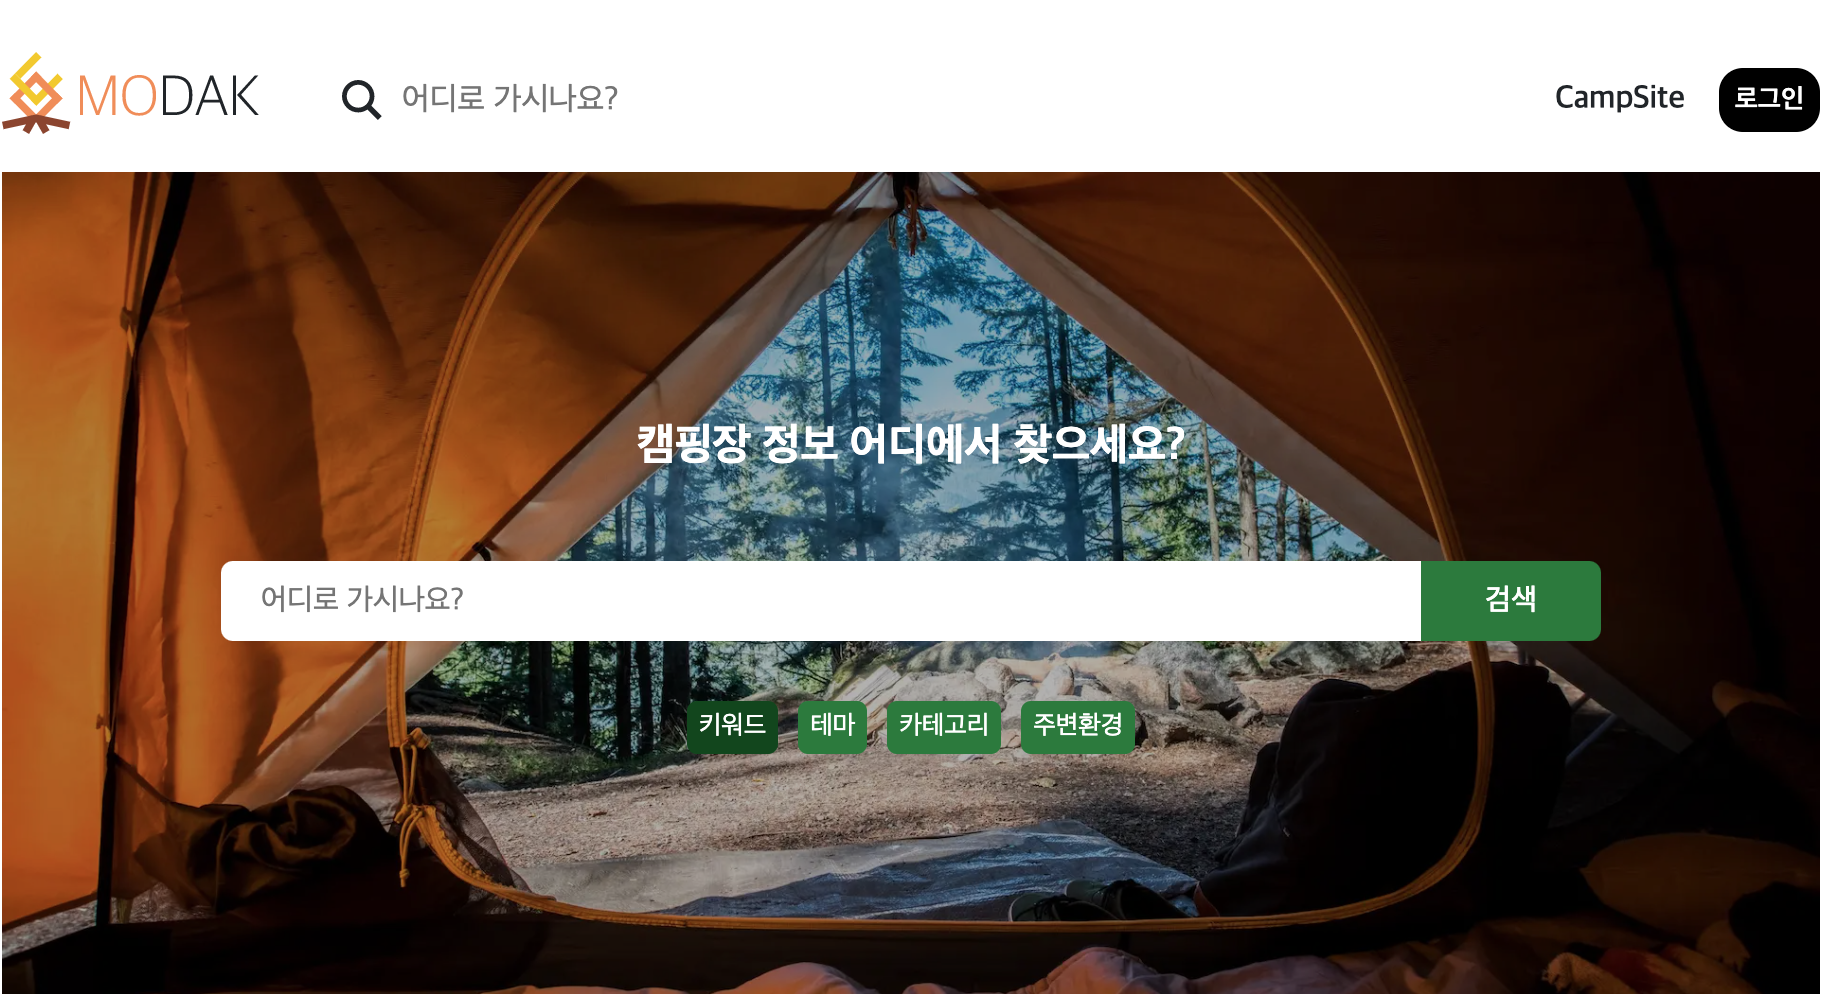 MODAK
어디로 가시나요?
CampSite
로그인
캠핑장 정보 어디에서 찾으세요?
어디로 가시나요?
검색
키워드
테마
카테고리
주변환경